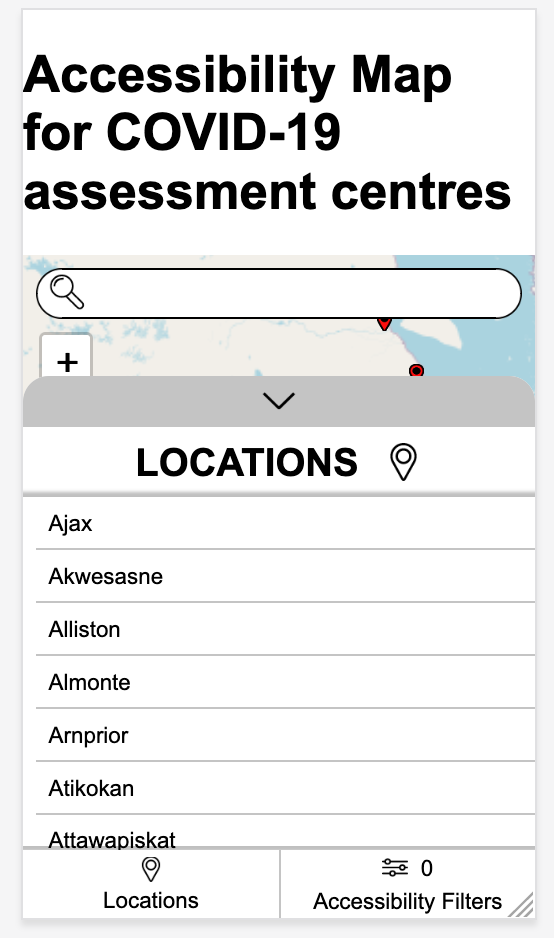 Accessibility Map
for COVID-19
assessment centres
+
LOCATIONS
Ajax
Akwesasne
Alliston
Almonte
Arnprior
Atikokan
Attawapiskat
Locations
0
Accessibility Filters